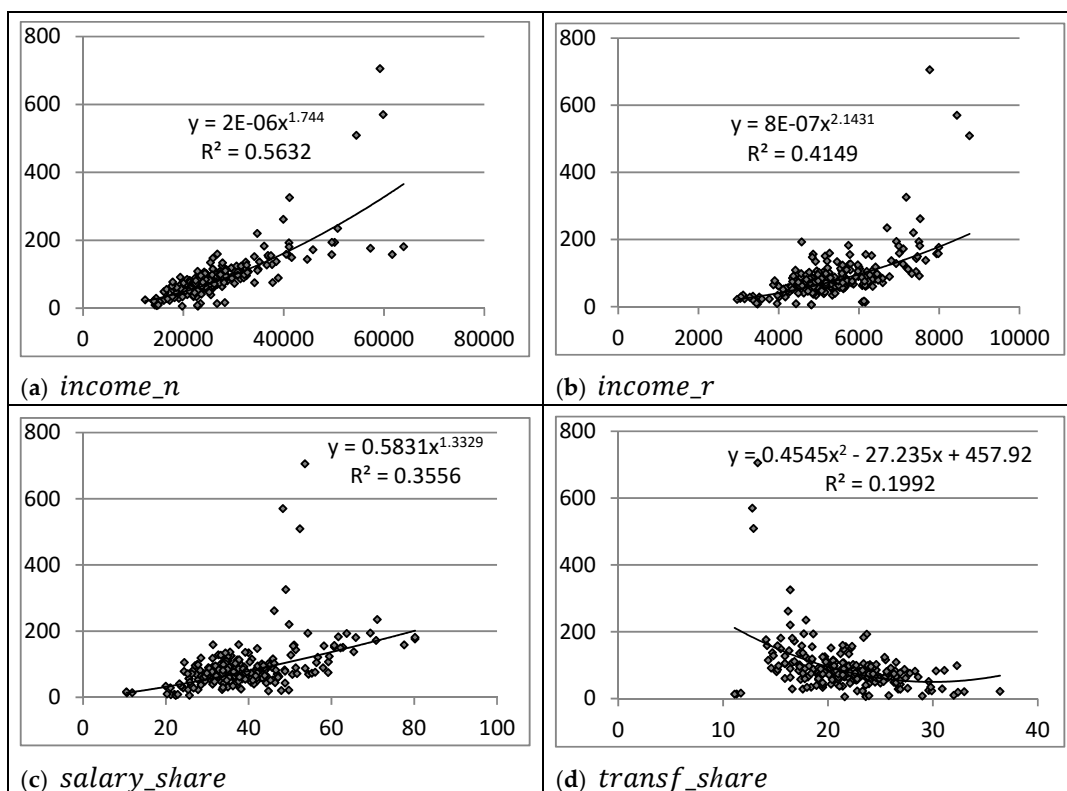 800
600
400
200
0
0 20000 40000 60000 80000
y = 2E-06x^1.744
R² = 0.5632
(a) income_n
800
600
400
200
0
0 2000 4000 6000 8000 10000
y = 8E-07x^2.1431
R² = 0.4149
(b) income_r
800
600
400
200
0
0 20 40 60 80 100
y = 0.5831x^1.3329
R² = 0.3556
(c) salary_share
800
600
400
200
0
0 10 20 30 40
y = 0.4545x² - 27.235x + 457.92
R² = 0.1992
(d) transf_share